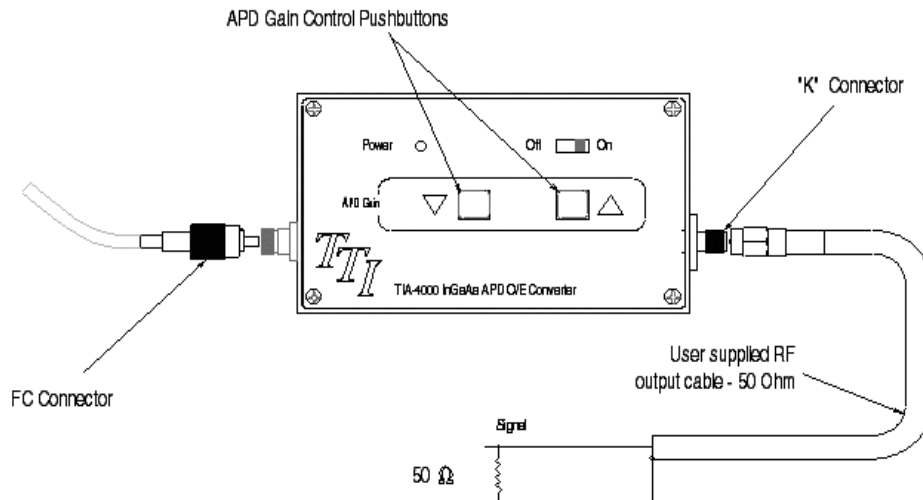 APD Gain Control Pushbuttons
"K" Connector
Power
Off
On
APD Gain
TTI
TIA-4000 InGaAs APD O/E Converter
FC Connector
User supplied RF
output cable - 50 Ohm
Signal
50 Ω